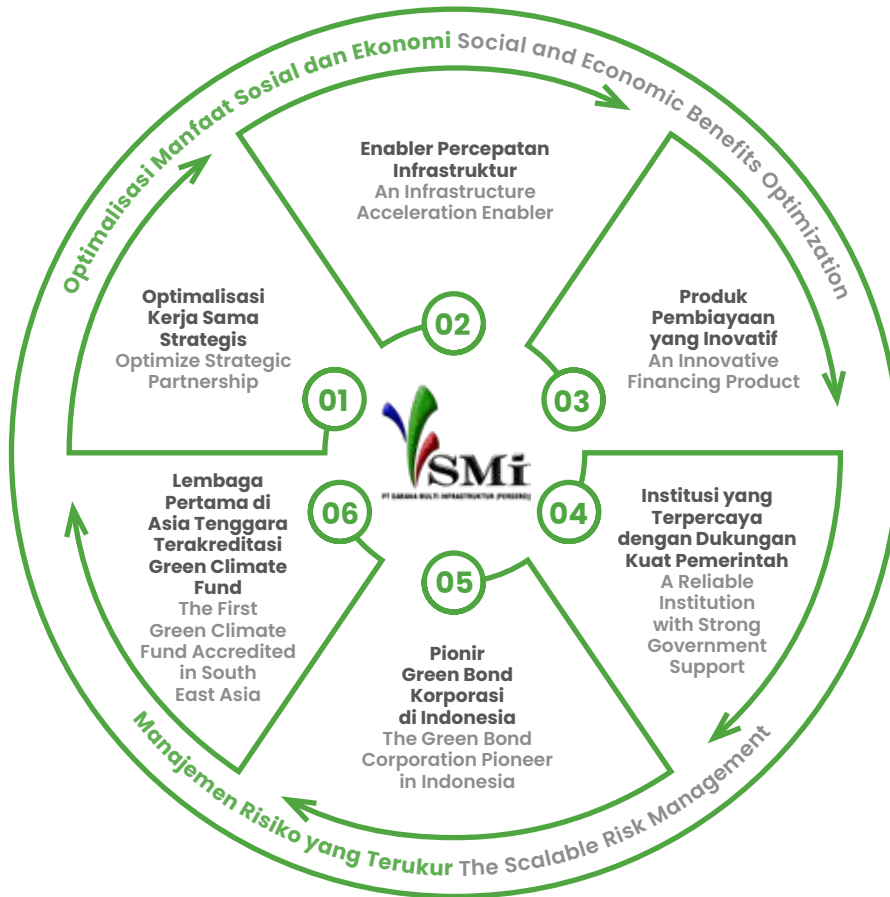 Optimalisasi Manfaat Sosial dan Ekonomi Social and Economic Benefits Optimization
Optimalisasi
Kerja Sama
Strategis
Optimize Strategic
Partnership
01
Enabler Percepatan
Infrastruktur
An Infrastructure
Acceleration Enabler
02
Produk
Pembiayaan
yang Inovatif
An Innovative
Financing Product
03
SMI
PT SARANA MULTI INFRASTRUKTUR (PERSERO)
Institusi yang
Terpercaya
dengan Dukungan
Kuat Pemerintah
A Reliable
Institution
with Strong
Government
Support
04
Pionir
Green Bond
Korporasi
di Indonesia
The Green Bond
Corporation Pioneer
in Indonesia
05
Lembaga
Pertama di
Asia Tenggara
Terakreditasi
Green Climate
Fund
The First
Green Climate
Fund Accredited
in South
East Asia
06
Manajemen Risiko yang Terukur The Scalable Risk Management